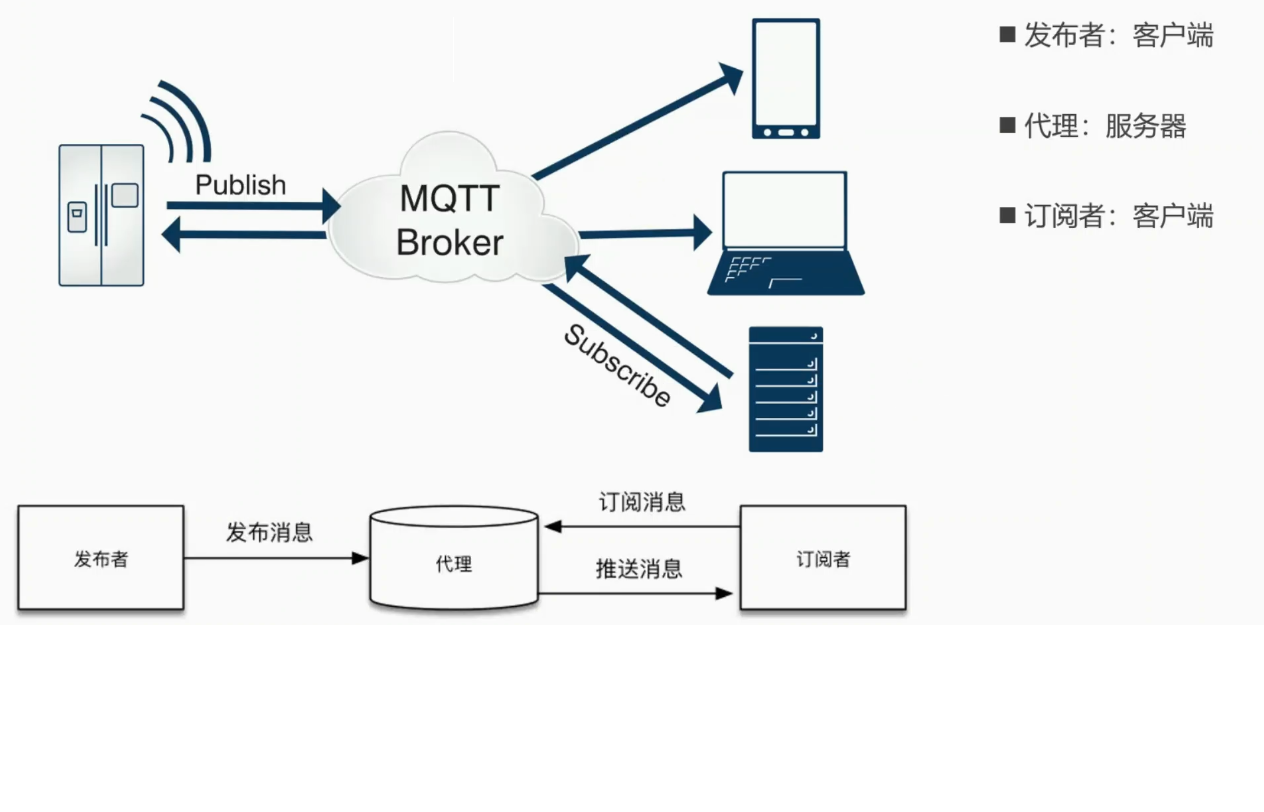 ■ 发布者：客户端
■ 代理：服务器
■ 订阅者：客户端
Publish
MQTT
Broker
Subscribe
发布者
发布消息
代理
订阅消息
推送消息
订阅者